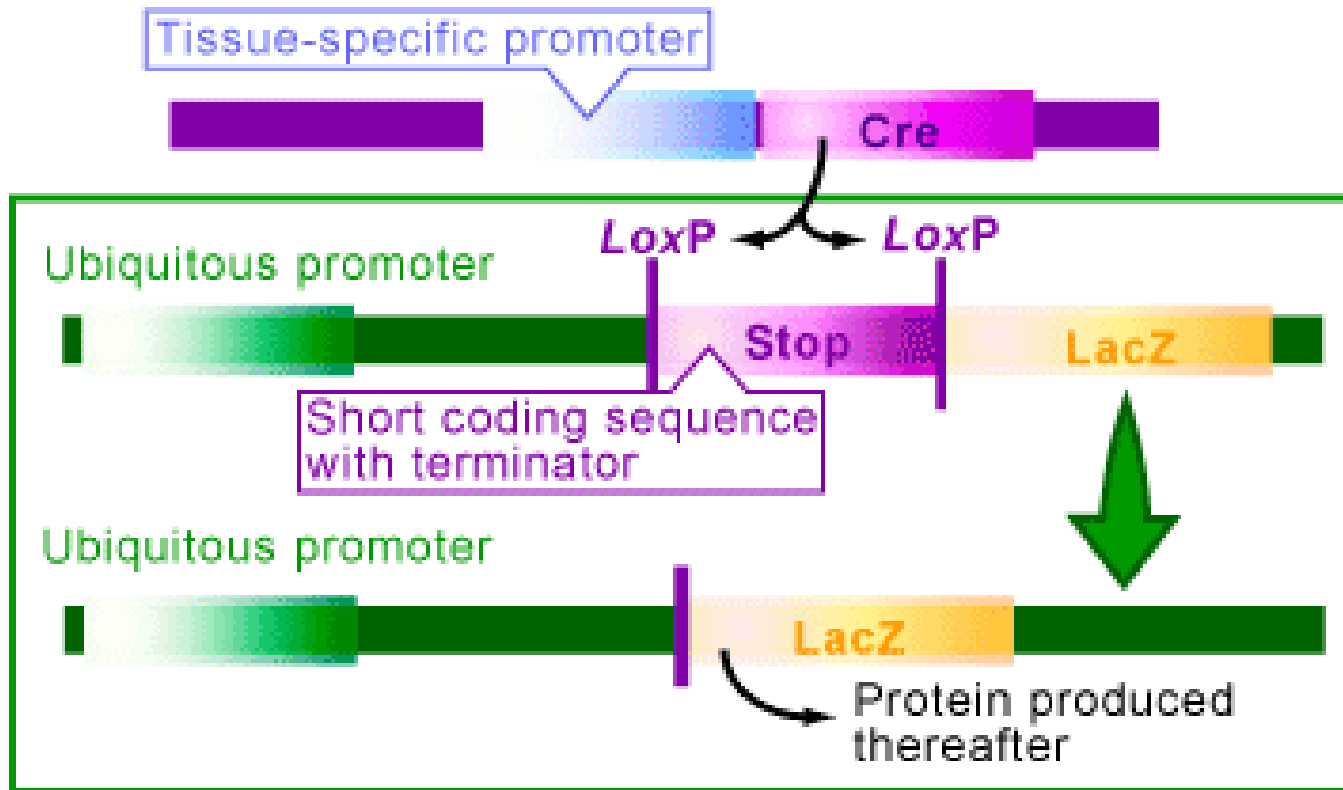 Tissue-specific promoter
Cre
LoxP LoxP
Ubiquitous promoter
Stop LacZ
Short coding sequence
with terminator
Ubiquitous promoter
LacZ
Protein produced
thereafter